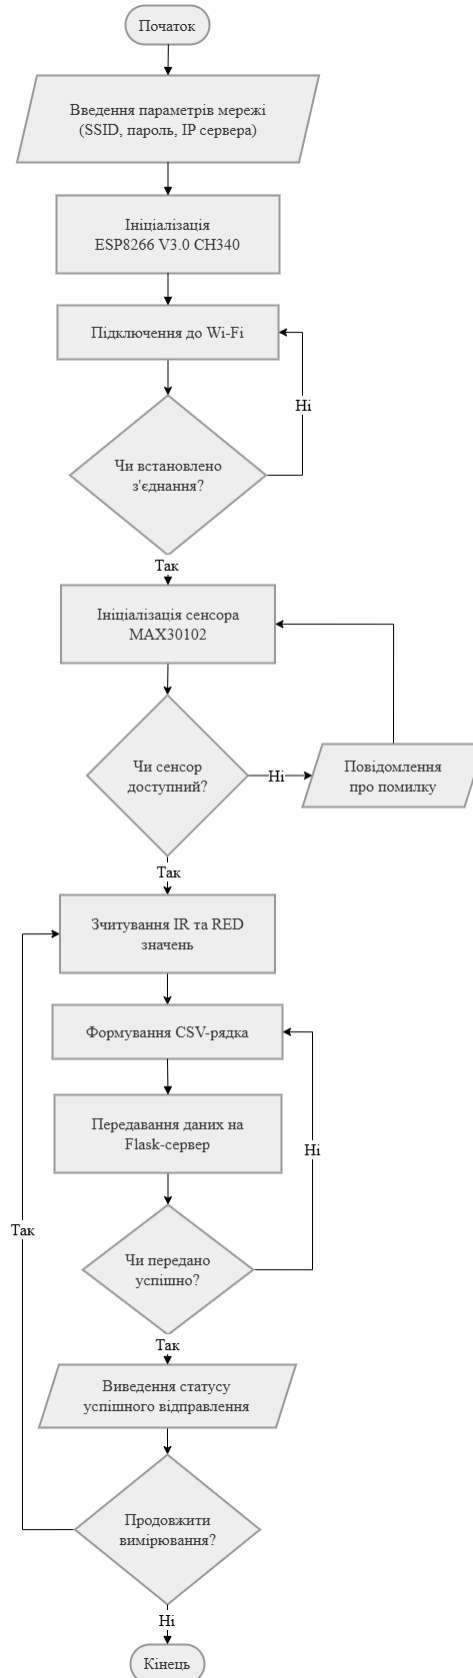 Початок
Введення параметрів мережі
(SSID, пароль, IP сервера)
Ініціалізація
ESP8266 V3.0 CH340
Підключення до Wi-Fi
Ні
Чи встановлено
з'єднання?
Так
Ініціалізація сенсора
MAX30102
Чи сенсор
доступний?
Ні
Повідомлення
про помилку
Так
Зчитування IR та RED
значень
Формування CSV-рядка
Передавання даних на
Flask-сервер
Ні
Так
Чи передано
успішно?
Так
Виведення статусу
успішного відправлення
Продовжити
вимірювання?
Ні
Кінець